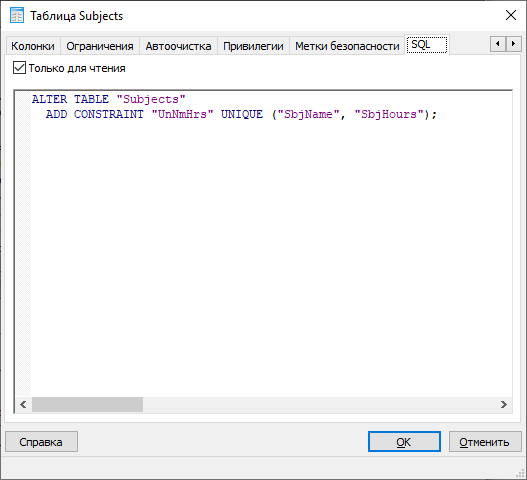 Таблица Subjects
Колонки Ограничения Автоочистка Привилегии Метки безопасности SQL
Только для чтения
ALTER TABLE "Subjects"
ADD CONSTRAINT "UnNmHrs" UNIQUE ("SbjName", "SbjHours");
Справка OK Отменить